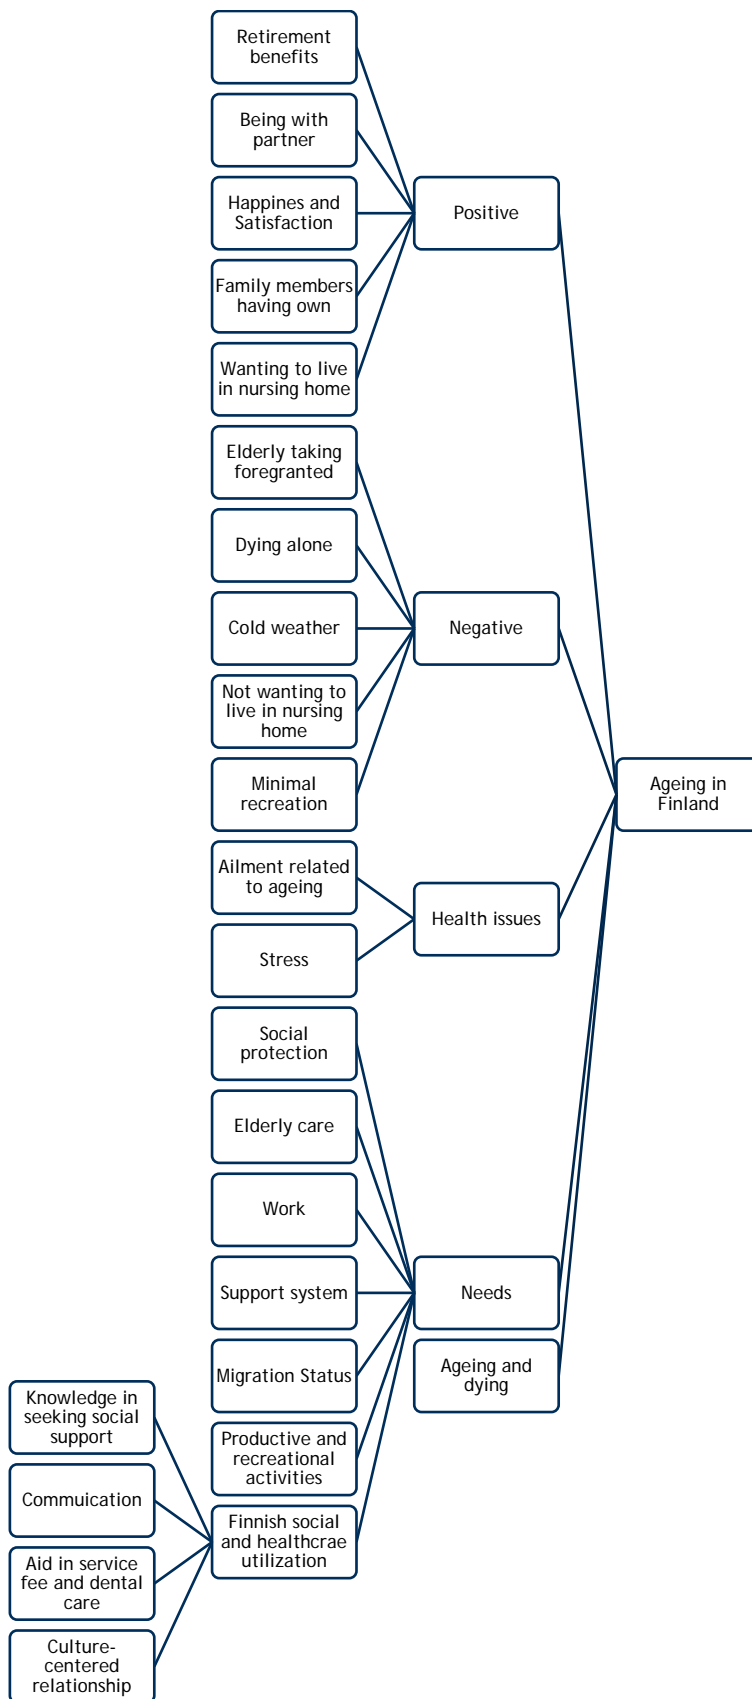 Retirement
benefits
Being with
partner
Happines and
Satisfaction
Positive
Family members
having own
Wanting to live
in nursing home
Elderly taking
foregranted
Dying alone
Cold weather
Negative
Not wanting to
live in nursing
home
Minimal
recreation
Ageing in
Finland
Ailment related
to ageing
Health issues
Stress
Social
protection
Elderly care
Work
Support system
Needs
Migration Status
Ageing and
dying
Knowledge in
seeking social
support
Productive and
recreational
activities
Commuication
Finnish social
and healthcrae
utilization
Aid in service
fee and dental
care
Culture-
centered
relationship